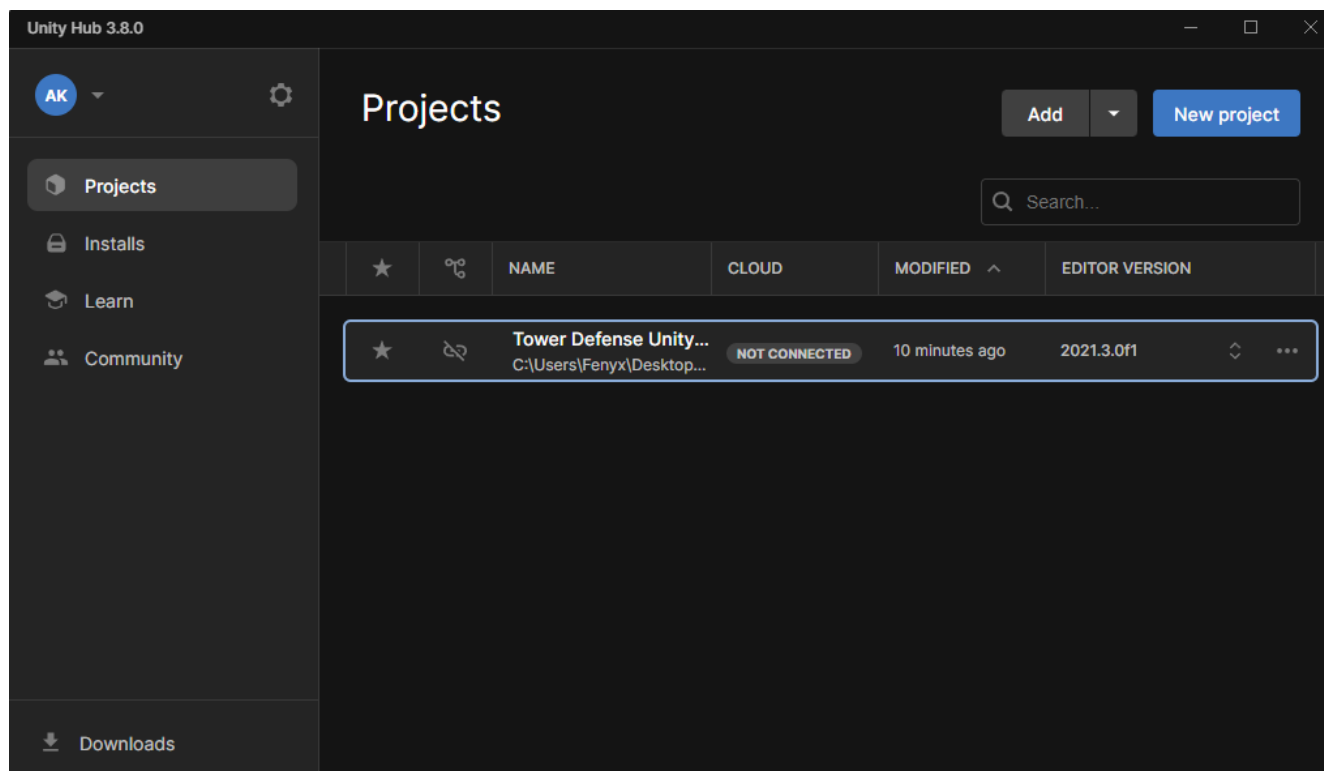 Unity Hub 3.8.0
AK
Projects
Installs
Learn
Community
Downloads
Projects
Add
New project
Search...
NAME CLOUD MODIFIED EDITOR VERSION
Tower Defense Unity...
C:\Users\Fenyx\Desktop...
NOT CONNECTED
10 minutes ago
2021.3.0f1